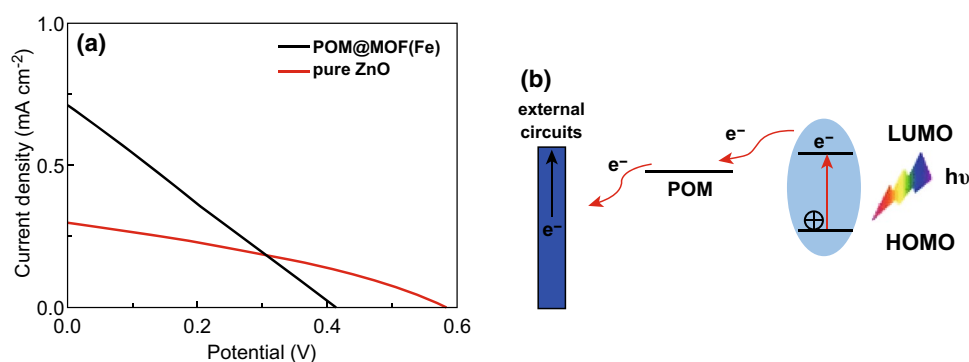 (a)
POM@MOF(Fe)
pure ZnO
1.0
0.5
0.0
Current density (mA cm⁻²)
0.0
0.2
0.4
0.6
Potential (V)
(b)
external
circuits
e⁻
e⁻
e⁻
POM
e⁻
LUMO
hυ
HOMO